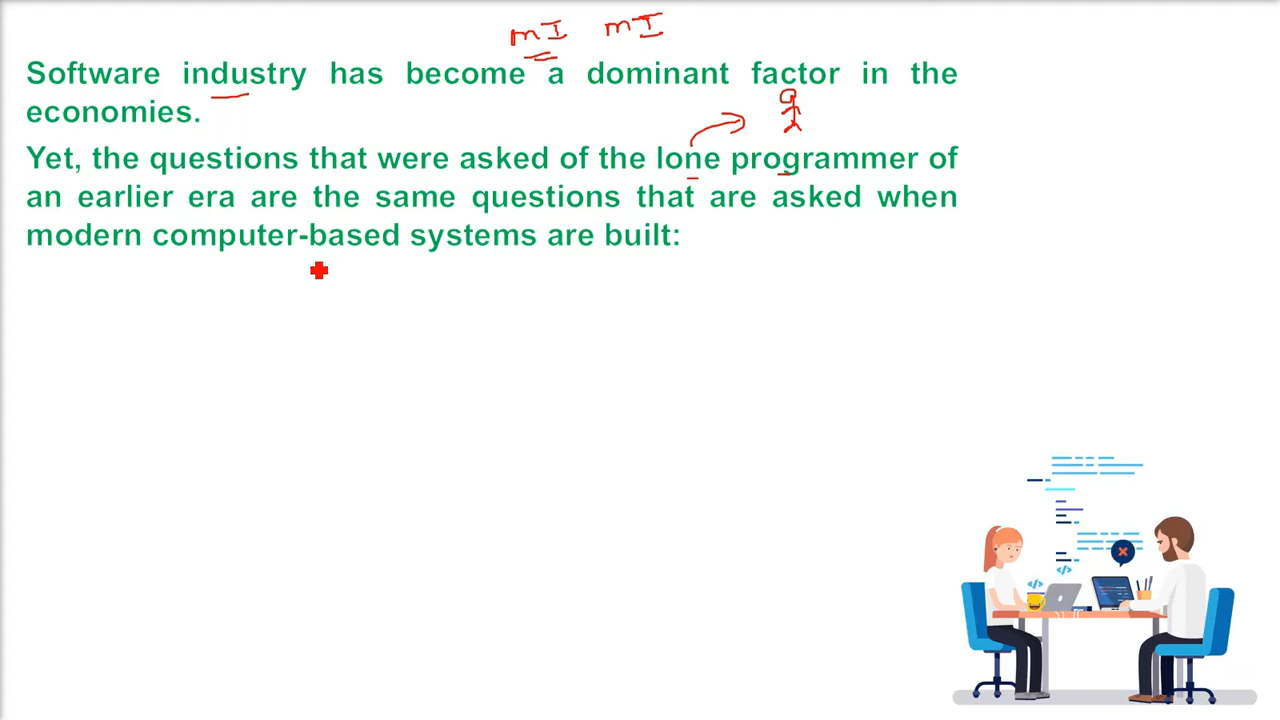 mI mI
Software industry has become a dominant factor in the
economies.
Yet, the questions that were asked of the lone programmer of
an earlier era are the same questions that are asked when
modern computer-based systems are built: